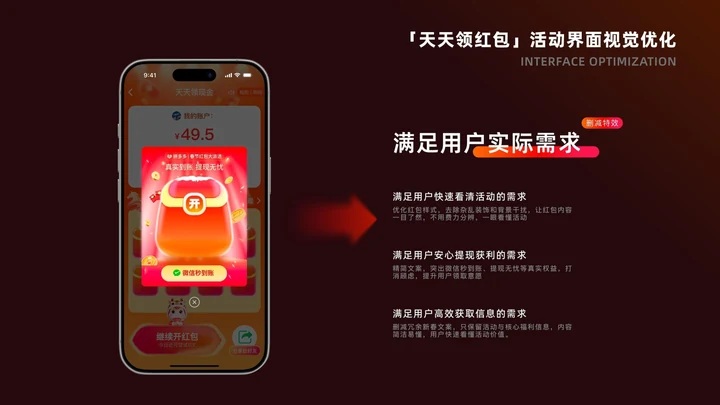 「天天领红包」活动界面视觉优化
INTERFACE OPTIMIZATION
9:41
天天领现金
我的账户
¥49.5
拼多多
真实到账 提现无忧
开
微信秒到账
继续开红包
删减特效
满足用户实际需求
满足用户快速看清活动的需求
优化红包样式，去除杂乱装饰和背景干扰，让红包内容
一目了然，不用费力分辨，一眼看懂活动
满足用户安心提现获利的需求
精简文案，突出微信秒到账、提现无忧等真实权益，打
消顾虑，提升用户领取意愿
满足用户高效获取信息的需求
删减冗余新春文案，只保留活动与核心福利信息，内容
简洁易懂，用户快速看懂活动价值。